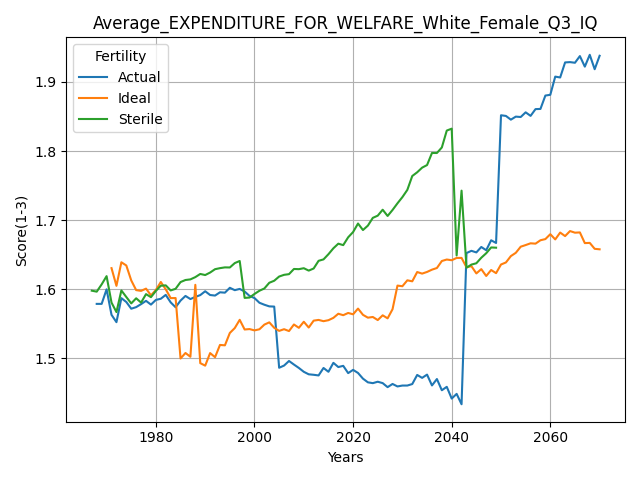 Average_EXPENDITURE_FOR_WELFARE_White_Female_Q3_IQ
Fertility
Actual
Ideal
Sterile
Score(1-3)
1.9
1.8
1.7
1.6
1.5
1980
2000
2020
2040
2060
Years